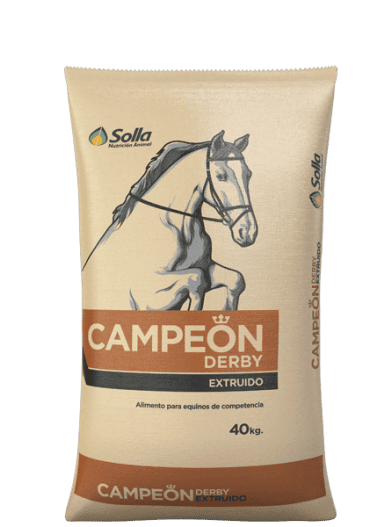 Solla
Nutrición Animal
CAMPEÓN
DERBY
EXTRUIDO
Alimento para equinos de competencia
40kg.
CAMPEÓN DERBY
EXTRUIDO
Solla
CAMPEÓN DERBY
EXTRUIDO